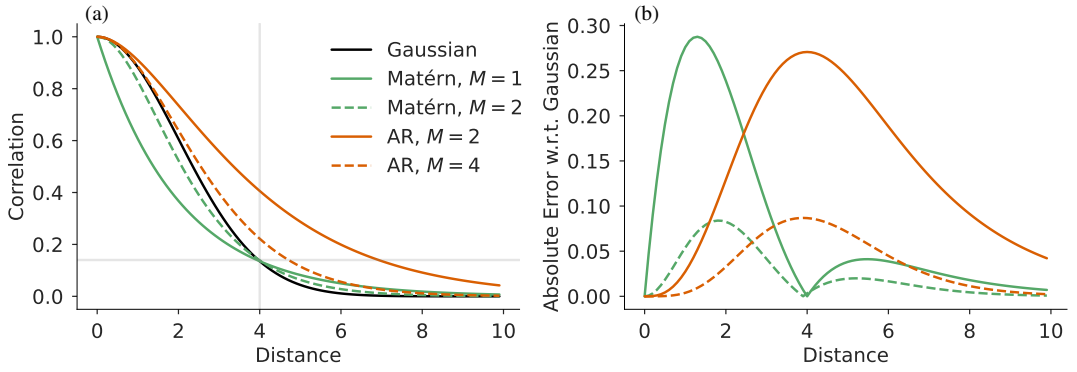 (a)
Correlation
1.0
0.8
0.6
0.4
0.2
0.0
0
2
4
6
8
10
Distance
Gaussian
Matérn, M = 1
Matérn, M = 2
AR, M = 2
AR, M = 4
(b)
Absolute Error w.r.t. Gaussian
0.30
0.25
0.20
0.15
0.10
0.05
0.00
0
2
4
6
8
10
Distance